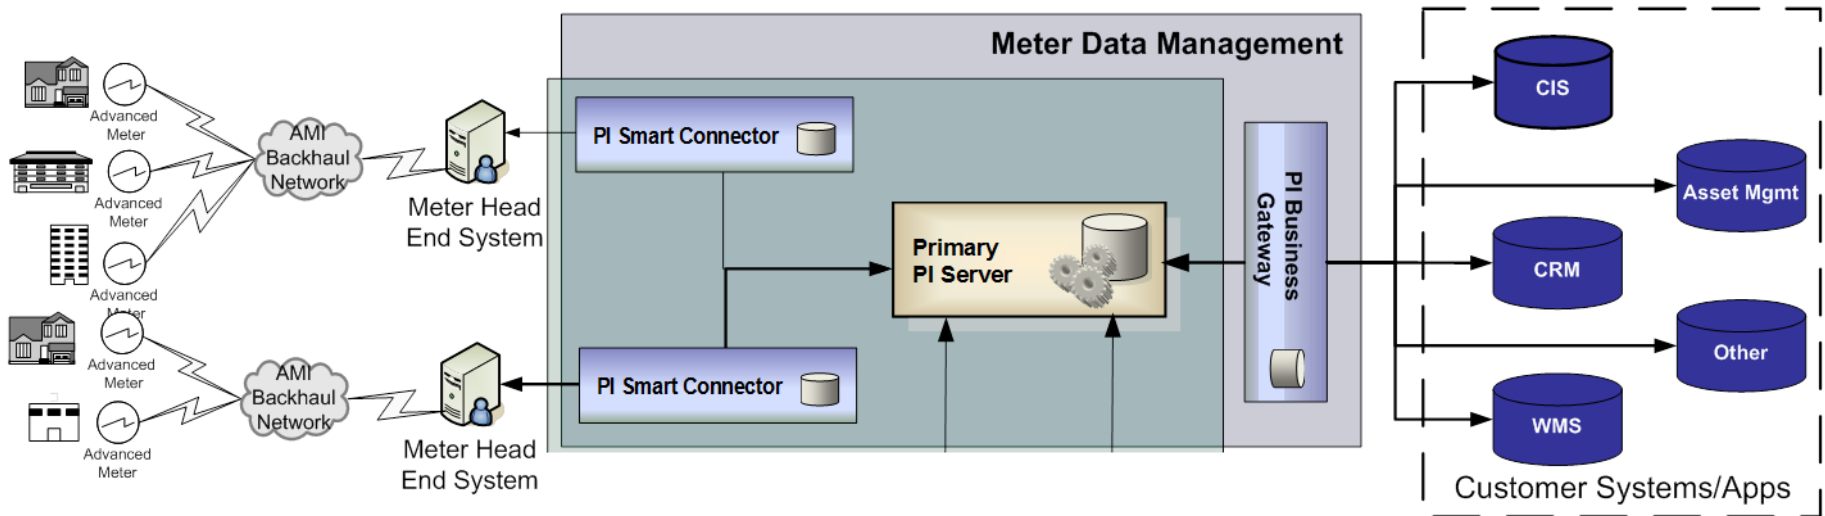 Meter Data Management
Advanced
Meter
Advanced
Meter
Advanced
Meter
AMI
Backhaul
Network
Meter Head
End System
PI Smart Connector
Primary
PI Server
PI Business
Gateway
CIS
Asset Mgmt
CRM
Other
WMS
Customer Systems/Apps
Advanced
Meter
Advanced
Meter
AMI
Backhaul
Network
Meter Head
End System
PI Smart Connector